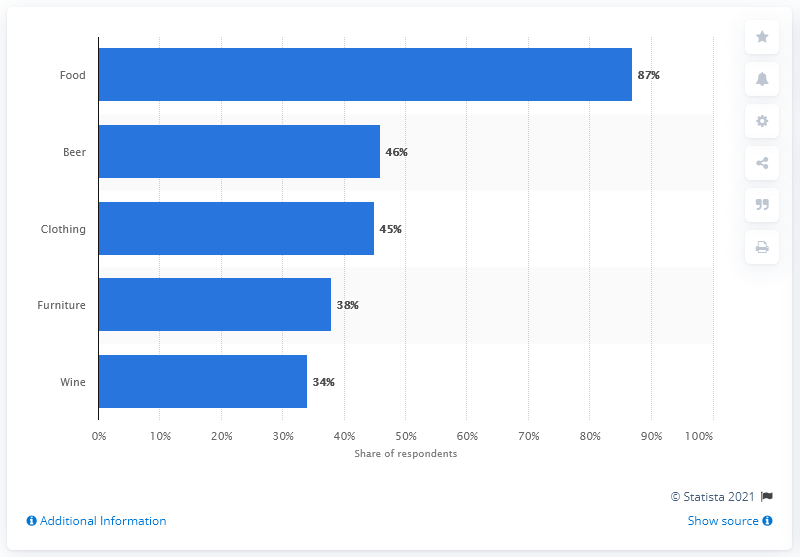 Food 87%
Beer 46%
Clothing 45%
Furniture 38%
Wine 34%
0% 10% 20% 30% 40% 50% 60% 70% 80% 90% 100%
Share of respondents
© Statista 2021
Additional Information Show source